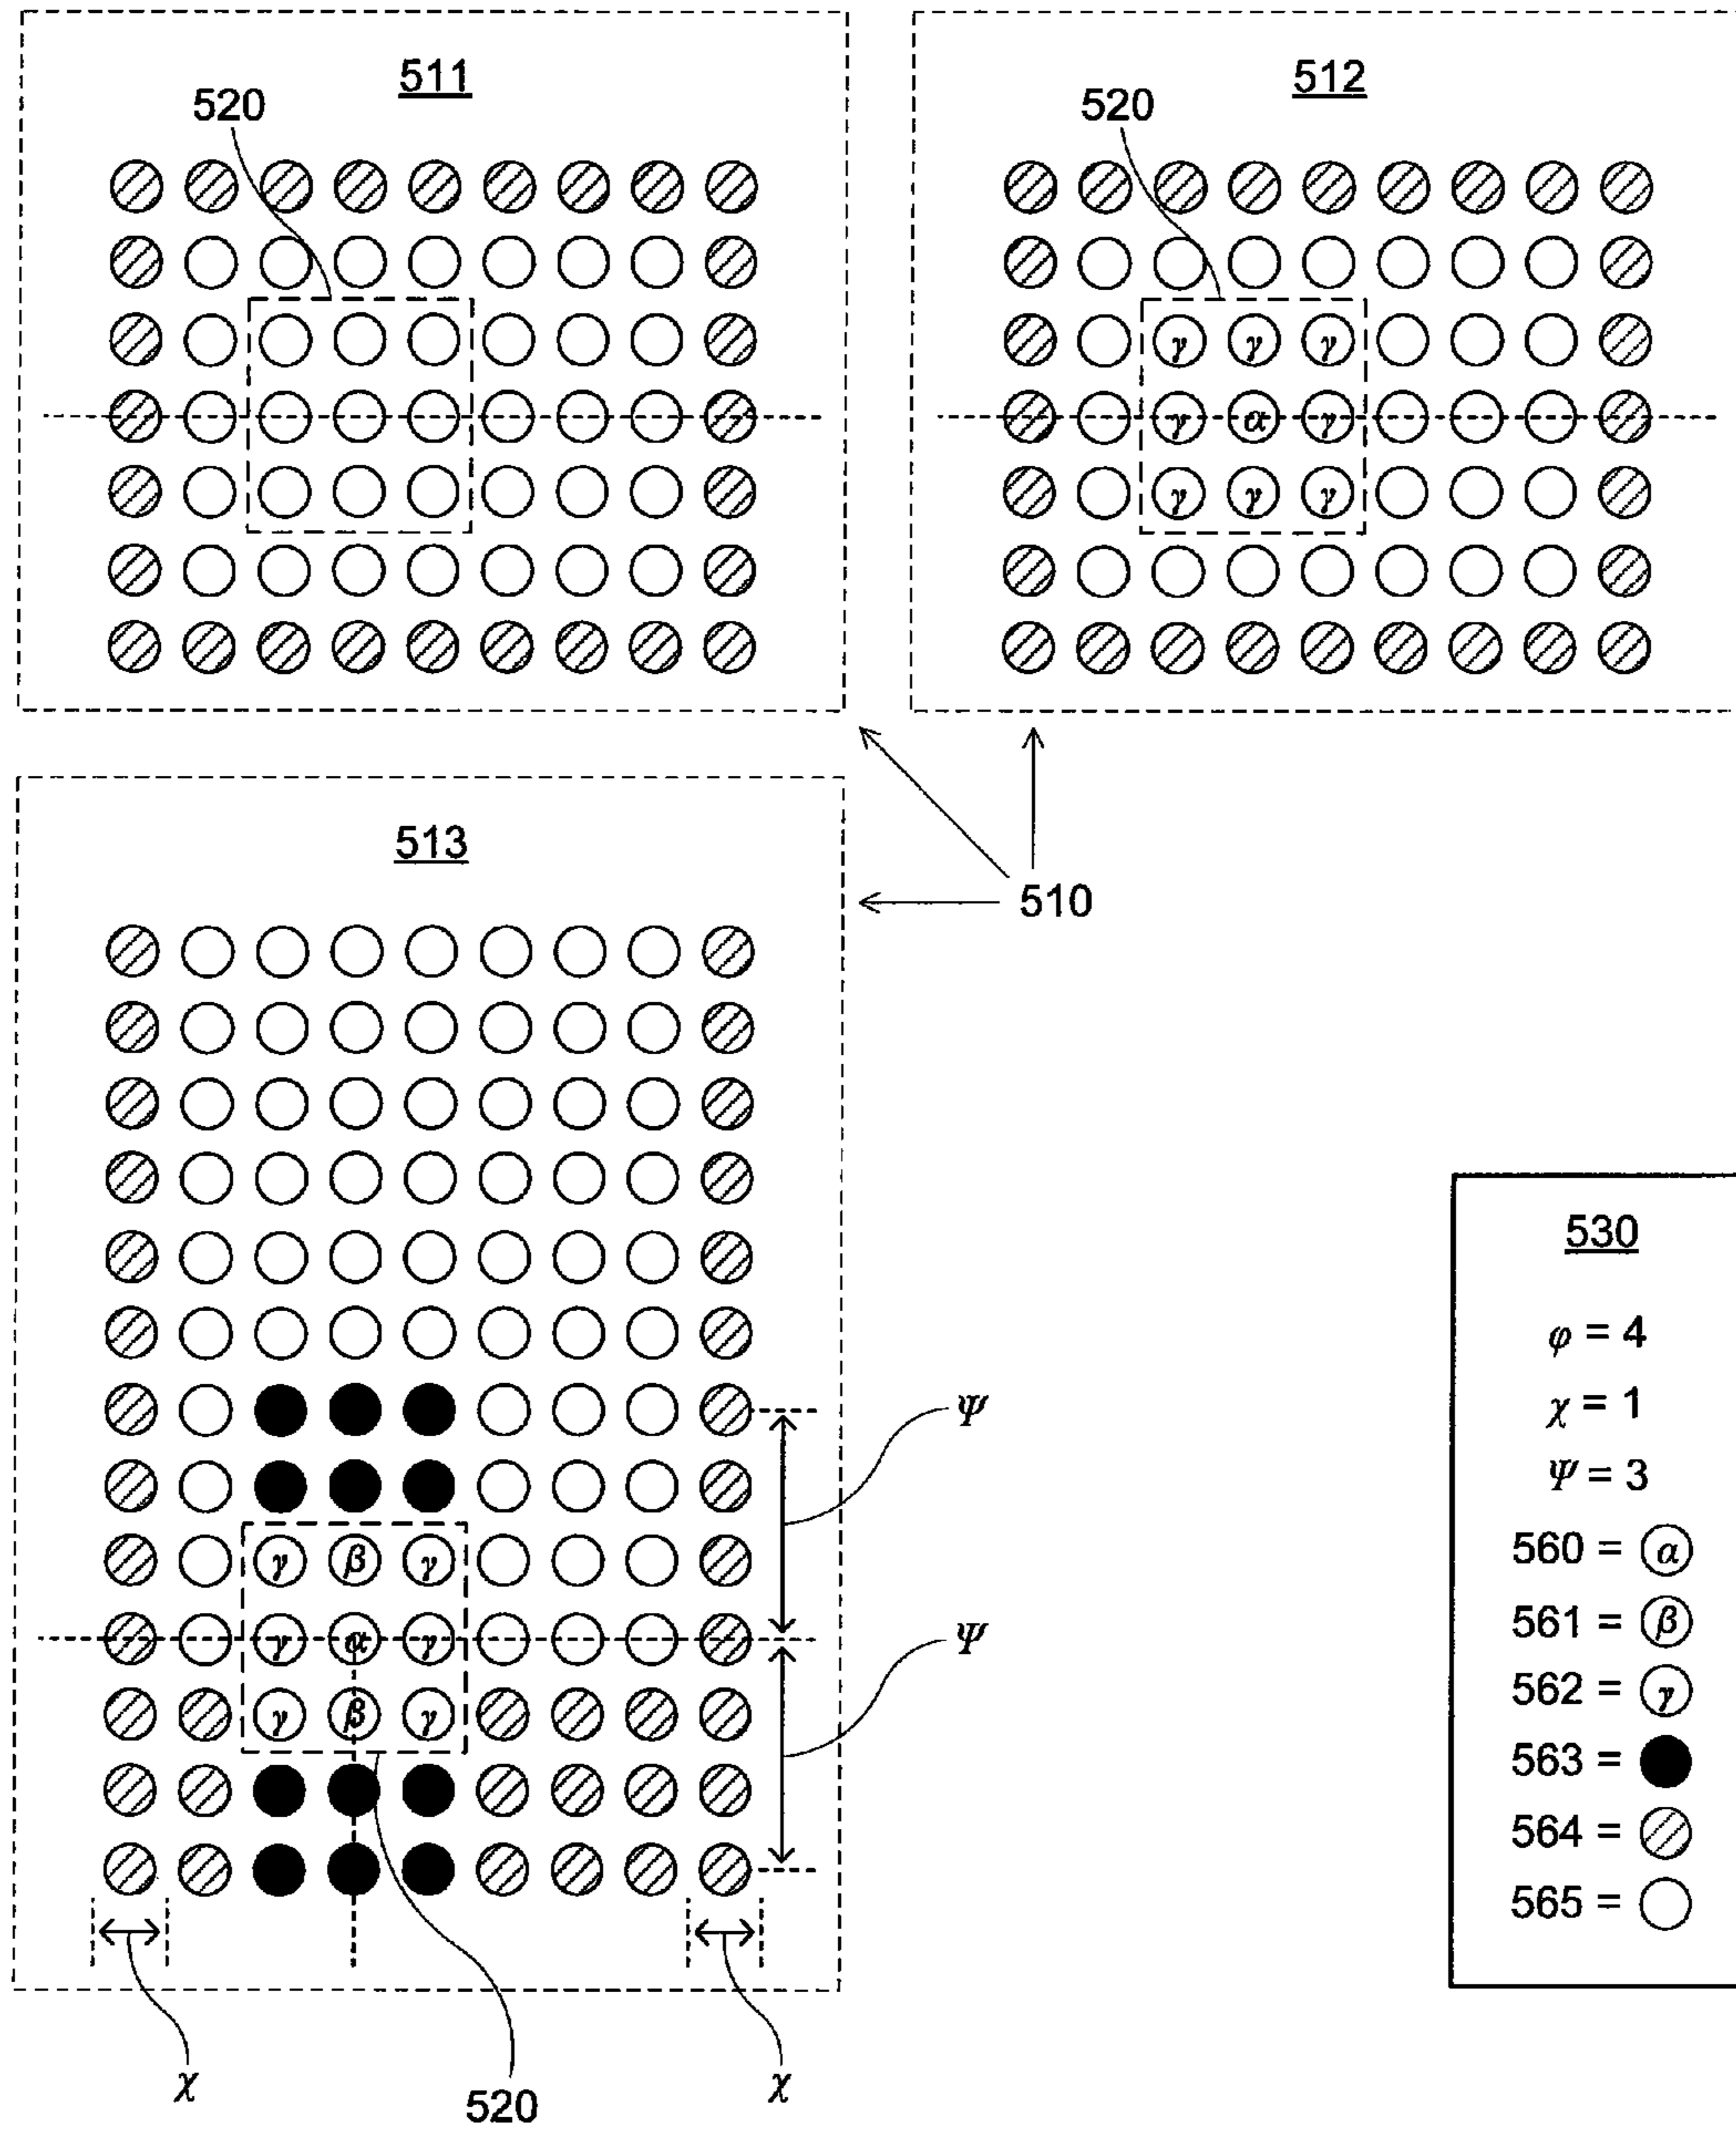 511
520
512
520
γ γ γ
γ α γ
γ γ γ
510
513
Ψ
γ β γ
γ α γ
Ψ
γ β γ
χ
520
χ
530
φ = 4
χ = 1
Ψ = 3
560 = α
561 = β
562 = γ
563 =
564 =
565 =